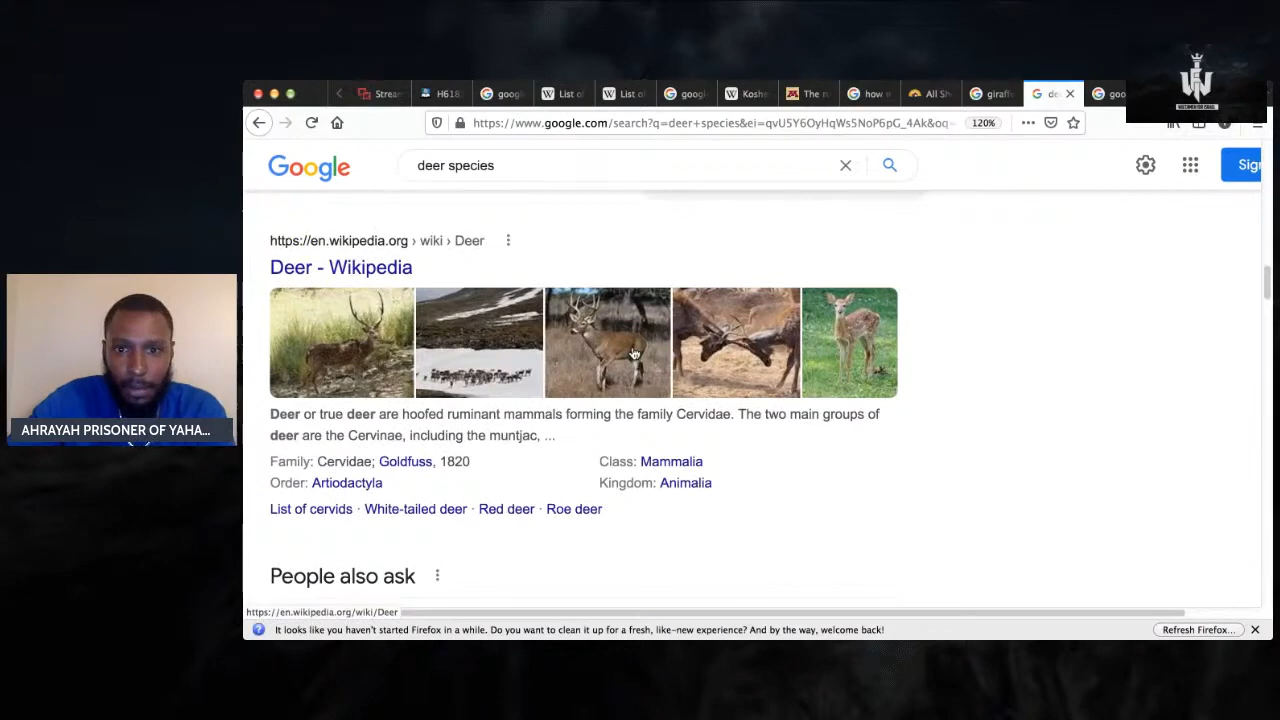 Strea
H618
googl
List o
List o
googl
Koshe
The ru
how e
All Sh
giraff
de
goo
https://www.google.com/search?q=deer+species&ei=qvU5Y6OyHqWs5NoP6pG_4Ak&oq=
120%
Google
deer species
Sign
https://en.wikipedia.org › wiki › Deer
Deer - Wikipedia
Deer or true deer are hoofed ruminant mammals forming the family Cervidae. The two main groups of
deer are the Cervinae, including the muntjac, ...
Family: Cervidae; Goldfuss, 1820
Class: Mammalia
Order: Artiodactyla
Kingdom: Animalia
List of cervids · White-tailed deer · Red deer · Roe deer
People also ask
https://en.wikipedia.org/wiki/Deer
It looks like you haven't started Firefox in a while. Do you want to clean it up for a fresh, like-new experience? And by the way, welcome back!
Refresh Firefox...
AHRAYAH PRISONER OF YAHA...
WATCHMEN FOR ISRAEL